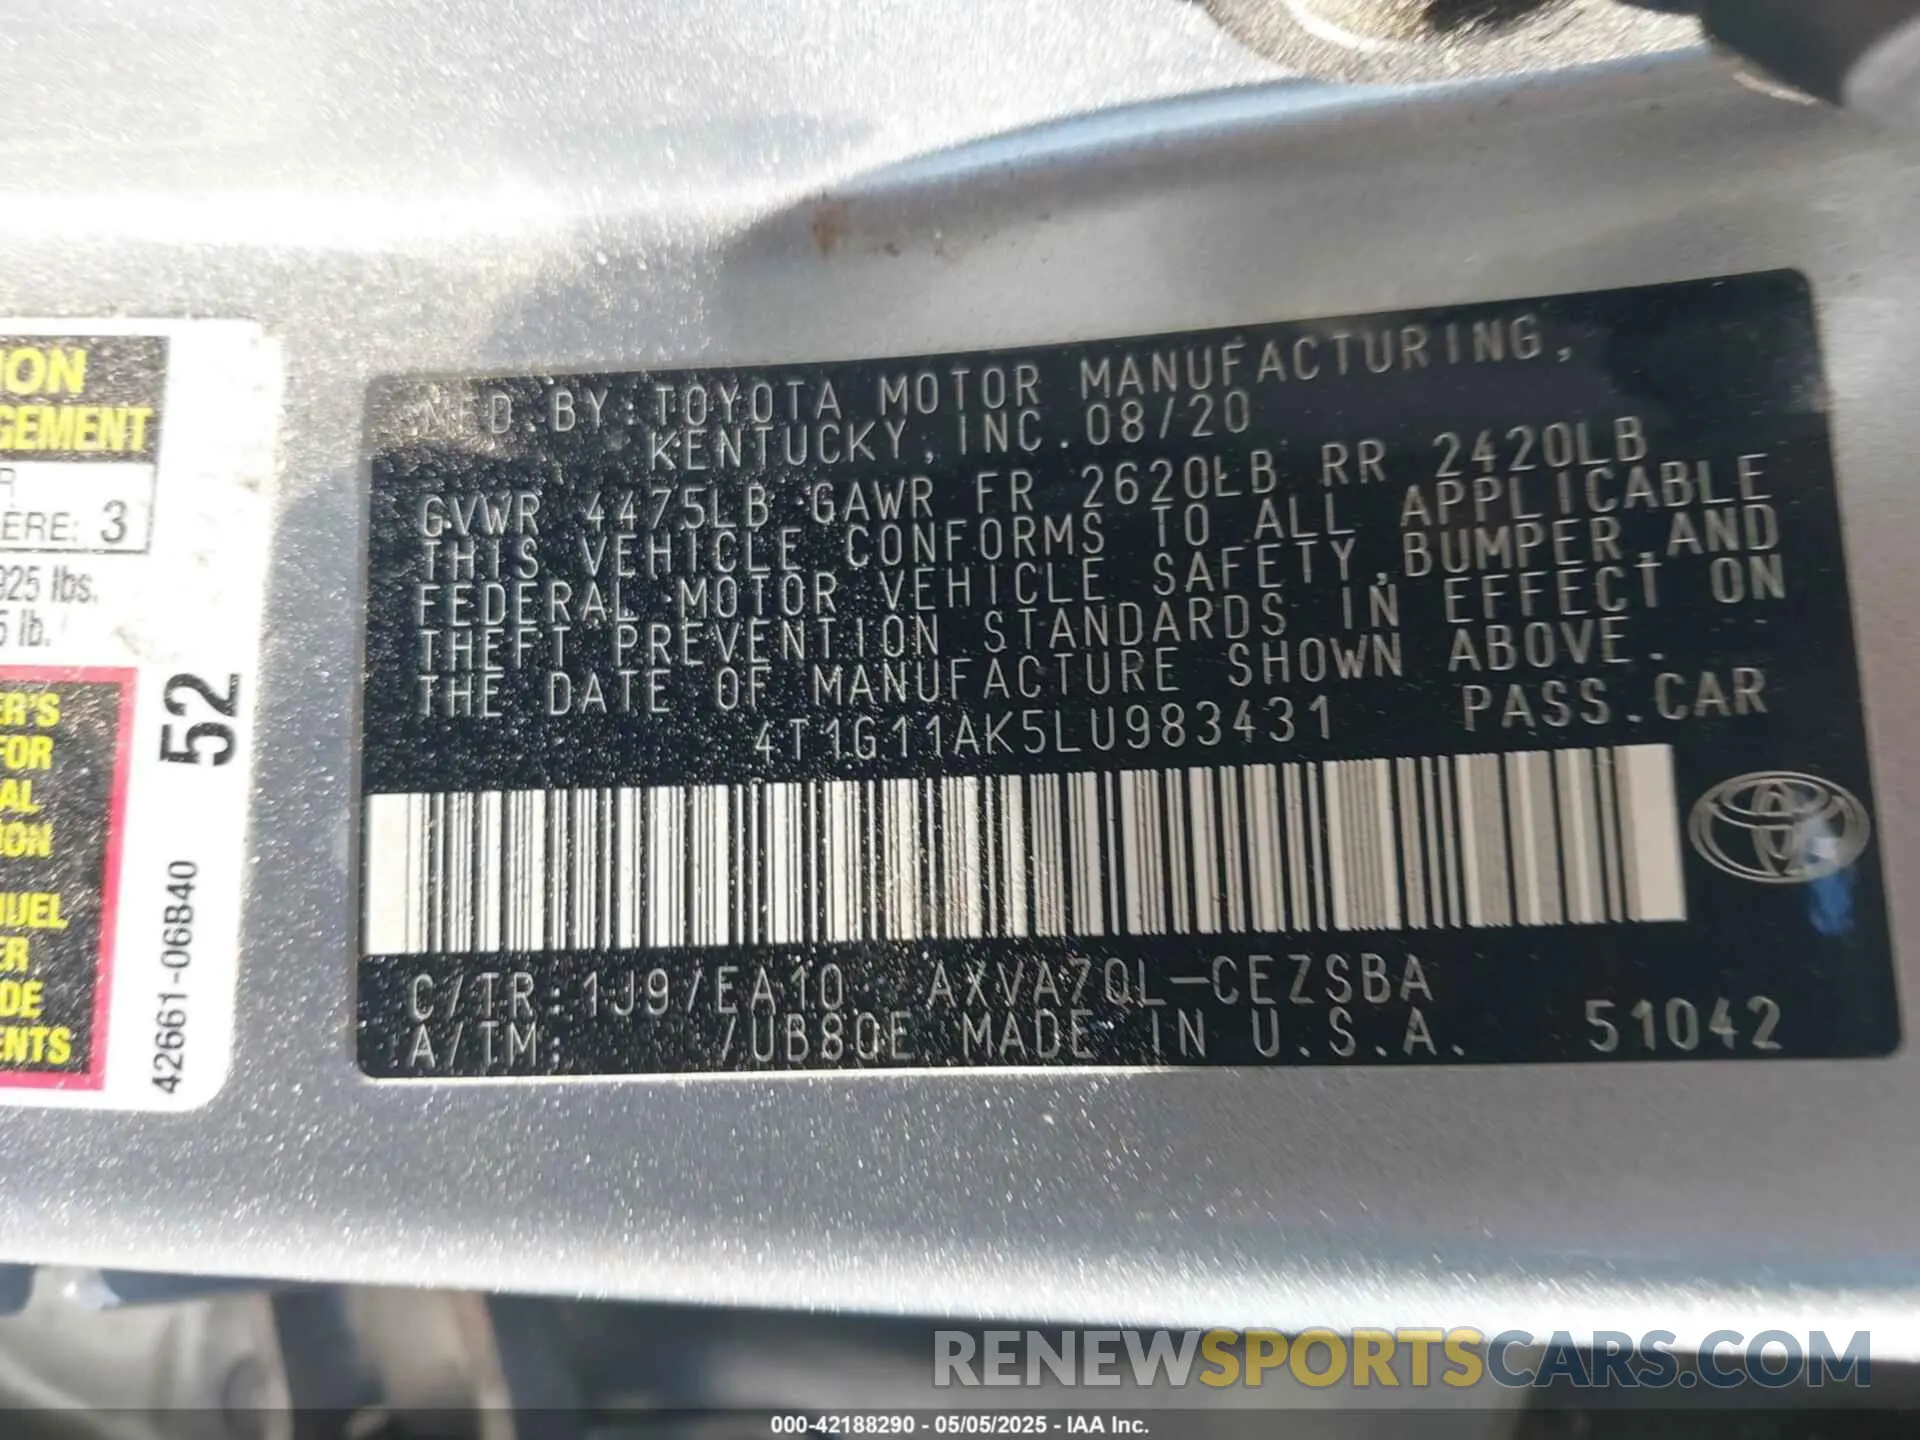 ION
GEMENT
R
ERE: 3
925 lbs.
5 lb.
ER'S
FOR
AL
ION
NUEL
ER
DE
ENTS
52
42661-06B40
MFD.BY:TOYOTA MOTOR MANUFACTURING,
KENTUCKY, INC.08/20
GVWR 4475LB GAWR FR 2620LB RR 2420LB
THIS VEHICLE CONFORMS TO ALL APPLICABLE
FEDERAL MOTOR VEHICLE SAFETY,BUMPER,AND
THEFT PREVENTION STANDARDS IN EFFECT ON
THE DATE OF MANUFACTURE SHOWN ABOVE.
4T1G11AK5LU983431 PASS.CAR
C/TR:1J9/EA10 AXVA70L-CEZSBA
A/TM: /UB80E MADE IN U.S.A. 51042
RENEWSPORTSCARS.COM
000-42188290 - 05/05/2025 - IAA Inc.